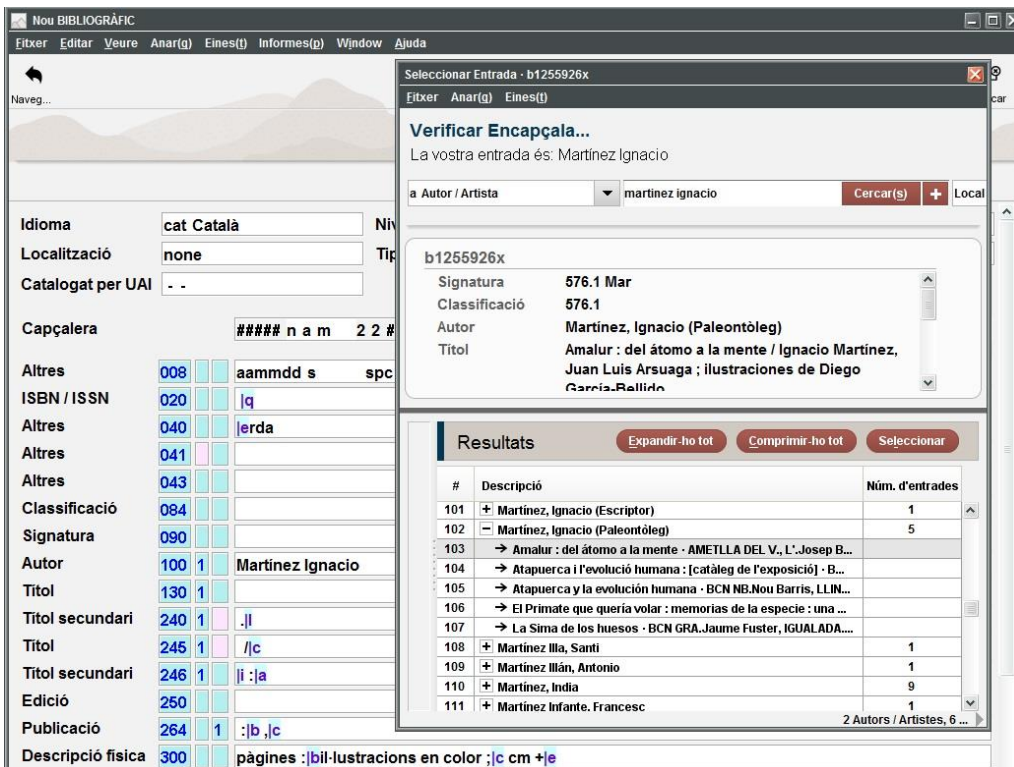 Nou BIBLIOGRÀFIC
Fitxer Editar Veure Anar(g) Eines(t) Informes(p) Window Ajuda
Naveg...
Idioma cat Català
Localització none
Catalogat per UAI - -
Capçalera ##### n a m 2 2 #
Altres 008 aammdd s spc
ISBN / ISSN 020 |q
Altres 040 |erda
Altres 041
Altres 043
Classificació 084
Signatura 090
Autor 100 1 Martínez Ignacio
Títol 130 1
Títol secundari 240 1 .|l
Títol 245 1 /|c
Títol secundari 246 1 |i :|a
Edició 250
Publicació 264 1 :|b ,|c
Descripció física 300 pàgines :|bil·lustracions en color ;|c cm +|e
Seleccionar Entrada · b1255926x
Fitxer Anar(g) Eines(t)
Verificar Encapçala...
La vostra entrada és: Martínez Ignacio
a Autor / Artista martinez ignacio Cercar(s) + Local
b1255926x
Signatura 576.1 Mar
Classificació 576.1
Autor Martínez, Ignacio (Paleontòleg)
Títol Amalur : del átomo a la mente / Ignacio Martínez,
Juan Luis Arsuaga ; ilustraciones de Diego
García-Bellido
Resultats Expandir-ho tot Comprimir-ho tot Seleccionar
# Descripció Núm. d'entrades
101 + Martínez, Ignacio (Escriptor) 1
102 − Martínez, Ignacio (Paleontòleg) 5
103 → Amalur : del átomo a la mente · AMETLLA DEL V., L'.Josep B...
104 → Atapuerca i l'evolució humana : [catàleg de l'exposició] · B...
105 → Atapuerca y la evolución humana · BCN NB.Nou Barris, LLIN...
106 → El Primate que quería volar : memorias de la especie : una ...
107 → La Sima de los huesos · BCN GRA.Jaume Fuster, IGUALADA....
108 + Martínez Illa, Santi 1
109 + Martínez Illán, Antonio 1
110 + Martínez, India 9
111 + Martínez Infante, Francesc 1
2 Autors / Artistes, 6 ...